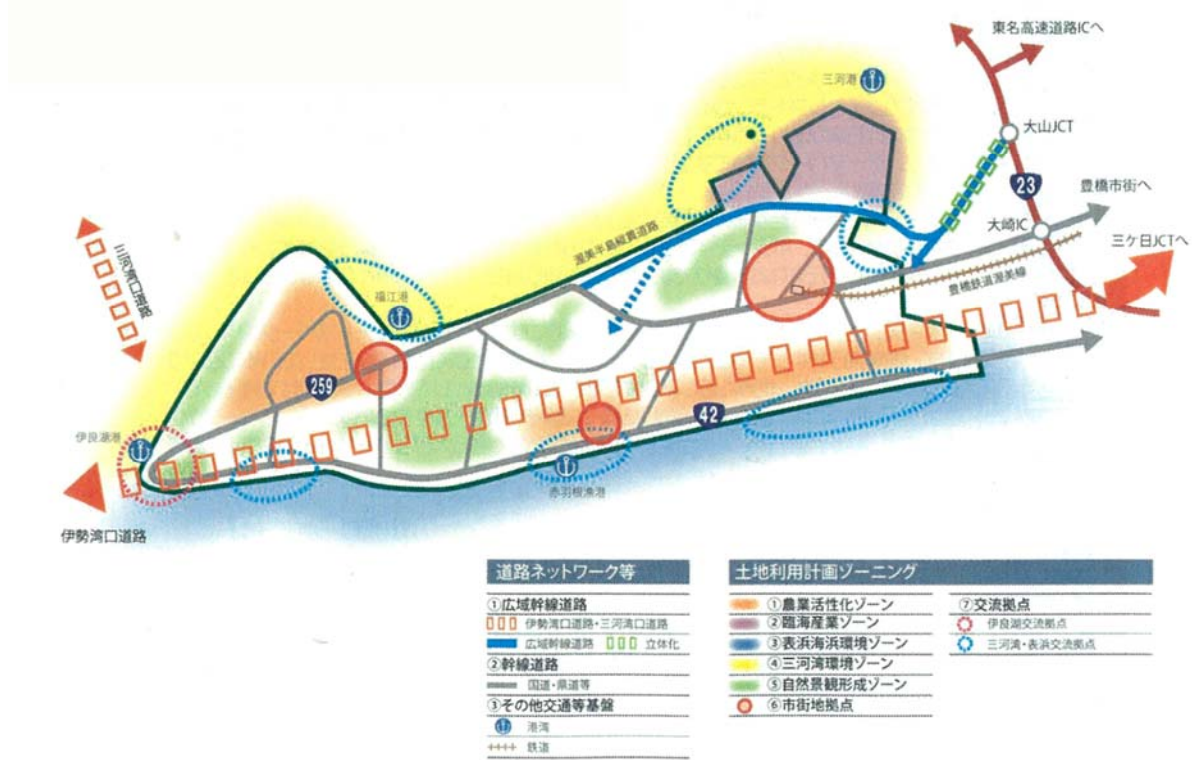 東名高速道路ICへ
三河港
大山JCT
23
豊橋市街へ
大崎IC
三ケ日JCTへ
渥美半島縦貫道路
豊橋鉄道渥美線
三河湾口道路
福江港
259
42
伊良湖港
赤羽根漁港
伊勢湾口道路
道路ネットワーク等
①広域幹線道路
伊勢湾口道路・三河湾口道路
広域幹線道路 立体化
②幹線道路
国道・県道等
③その他交通等基盤
港湾
鉄道
土地利用計画ゾーニング
①農業活性化ゾーン
②臨海産業ゾーン
③表浜海浜環境ゾーン
④三河湾環境ゾーン
⑤自然景観形成ゾーン
⑥市街地拠点
⑦交流拠点
伊良湖交流拠点
三河湾・表浜交流拠点